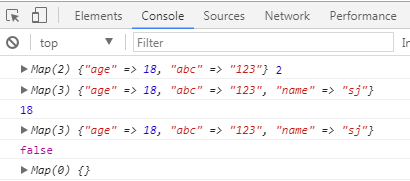 Elements Console Sources Network Performance
top Filter In
Map(2) {"age" => 18, "abc" => "123"} 2
Map(3) {"age" => 18, "abc" => "123", "name" => "sj"}
18
Map(3) {"age" => 18, "abc" => "123", "name" => "sj"}
false
Map(0) {}